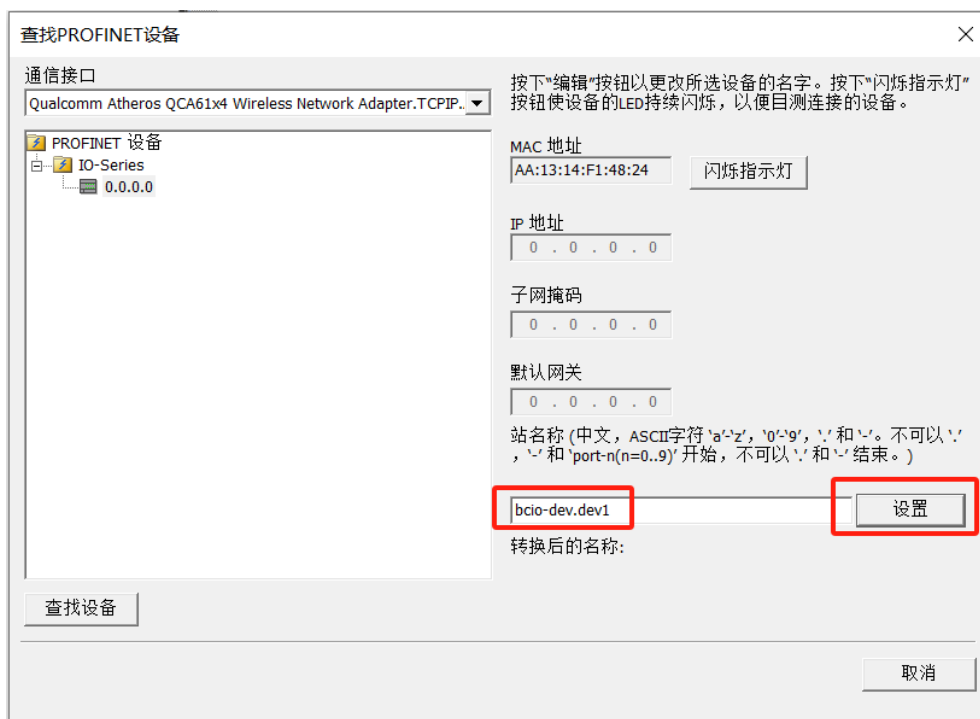 查找PROFINET设备
通信接口
Qualcomm Atheros QCA61x4 Wireless Network Adapter.TCPIP..
PROFINET 设备
IO-Series
0.0.0.0
查找设备
按下“编辑”按钮以更改所选设备的名字。按下“闪烁指示灯”
按钮使设备的LED持续闪烁，以便目测连接的设备。
MAC 地址
AA:13:14:F1:48:24
闪烁指示灯
IP 地址
0 . 0 . 0 . 0
子网掩码
0 . 0 . 0 . 0
默认网关
0 . 0 . 0 . 0
站名称 (中文，ASCII字符 'a'-'z'，'0'-'9'，'.' 和 '-'。不可以 '.'
，'-' 和 'port-n(n=0..9)' 开始，不可以 '.' 和 '-' 结束。)
bcio-dev.dev1
设置
转换后的名称:
取消